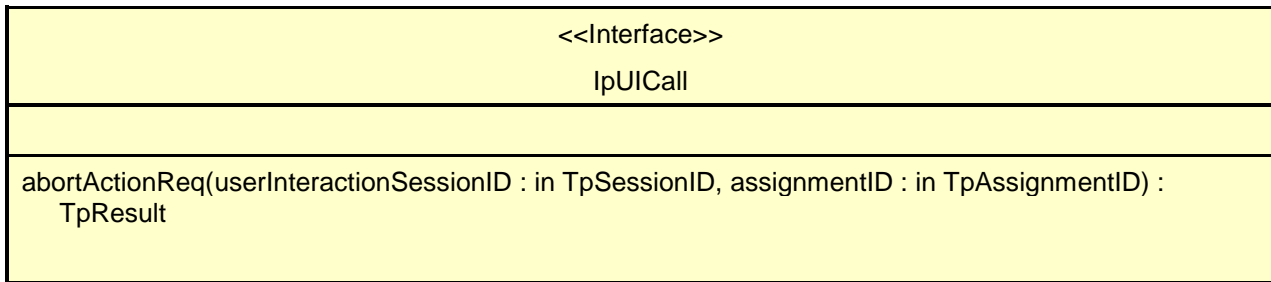 <<Interface>>
IpUICall
abortActionReq(userInteractionSessionID : in TpSessionID, assignmentID : in TpAssignmentID) :
TpResult